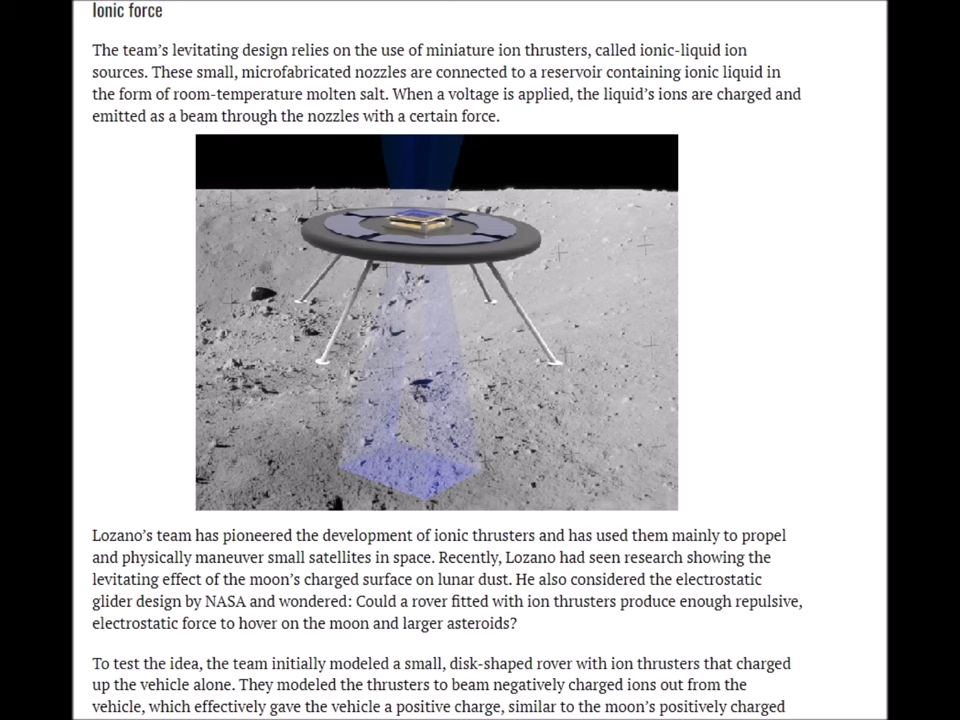 Ionic force
The team’s levitating design relies on the use of miniature ion thrusters, called ionic-liquid ion
sources. These small, microfabricated nozzles are connected to a reservoir containing ionic liquid in
the form of room-temperature molten salt. When a voltage is applied, the liquid’s ions are charged and
emitted as a beam through the nozzles with a certain force.
Lozano’s team has pioneered the development of ionic thrusters and has used them mainly to propel
and physically maneuver small satellites in space. Recently, Lozano had seen research showing the
levitating effect of the moon’s charged surface on lunar dust. He also considered the electrostatic
glider design by NASA and wondered: Could a rover fitted with ion thrusters produce enough repulsive,
electrostatic force to hover on the moon and larger asteroids?
To test the idea, the team initially modeled a small, disk-shaped rover with ion thrusters that charged
up the vehicle alone. They modeled the thrusters to beam negatively charged ions out from the
vehicle, which effectively gave the vehicle a positive charge, similar to the moon’s positively charged